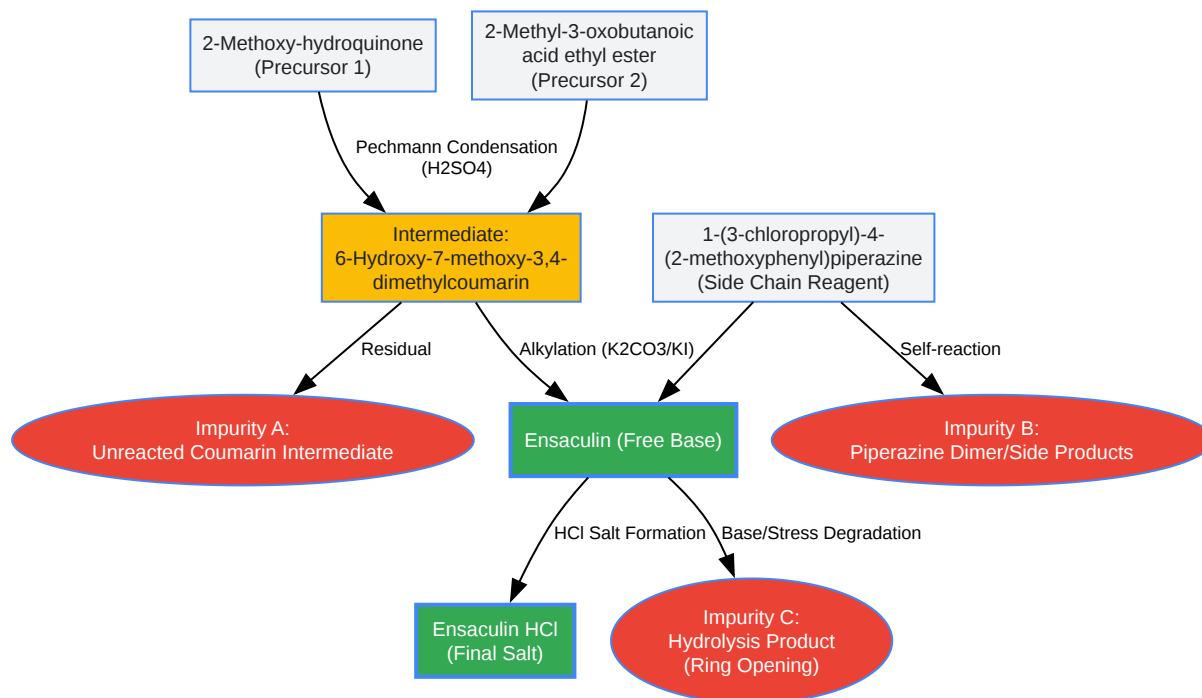 2-Methoxy-hydroquinone
(Precursor 1)
2-Methyl-3-oxobutanoic
acid ethyl ester
(Precursor 2)
Pechmann Condensation
(H2SO4)
Intermediate:
6-Hydroxy-7-methoxy-3,4-
dimethylcoumarin
1-(3-chloropropyl)-4-
(2-methoxyphenyl)piperazine
(Side Chain Reagent)
Residual
Alkylation (K2CO3/KI)
Self-reaction
Impurity A:
Unreacted Coumarin Intermediate
Ensaculin (Free Base)
Impurity B:
Piperazine Dimer/Side Products
HCl Salt Formation
Base/Stress Degradation
Ensaculin HCl
(Final Salt)
Impurity C:
Hydrolysis Product
(Ring Opening)